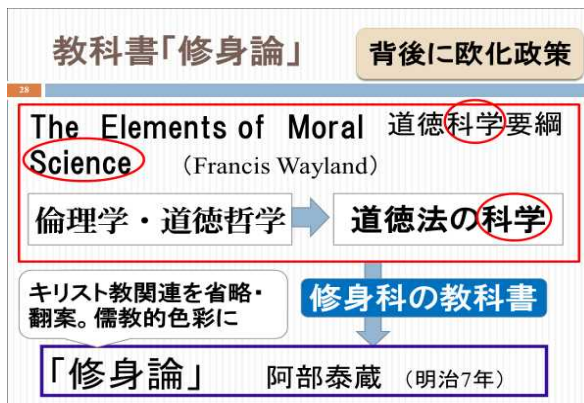 教科書「修身論」
背後に欧化政策
28
The Elements of Moral 道徳科学要綱
Science （Francis Wayland）
倫理学・道徳哲学
道徳法の科学
キリスト教関連を省略・
翻案。儒教的色彩に
修身科の教科書
「修身論」 阿部泰蔵 （明治7年）